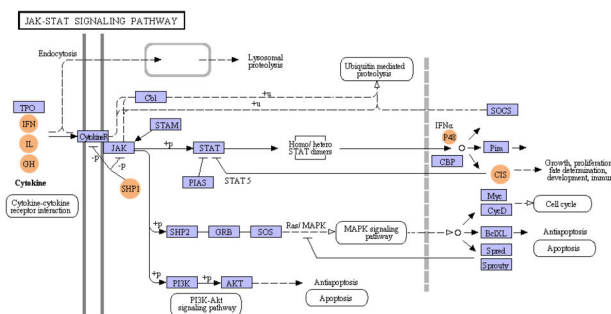 JAK-STAT SIGNALING PATHWAY
Endocytosis
Lysosomal
proteolysis
Ubiquitin mediated
proteolysis
TPO
IFN
IL
GH
Cytokine
Cytokine-cytokine
receptor interaction
CytokineR
Cbl
+u
+u
SOCS
STAM
JAK
+p
STAT
Homo/ hetero
STAT dimers
IFNα
P48
CBP
Pim
CIS
Growth, proliferation
fate determination,
development, immu
-p
-p
SHP1
PIAS
STAT 5
Myc
CycD
Cell cycle
+p
SHP2
GRB
SOS
Ras/ MAPK
MAPK signaling
pathway
BclXL
Antiapoptosis
Spred
Apoptosis
Sprouty
+p
PI3K
+p
AKT
Antiapoptosis
PI3K-Akt
signaling pathway
Apoptosis